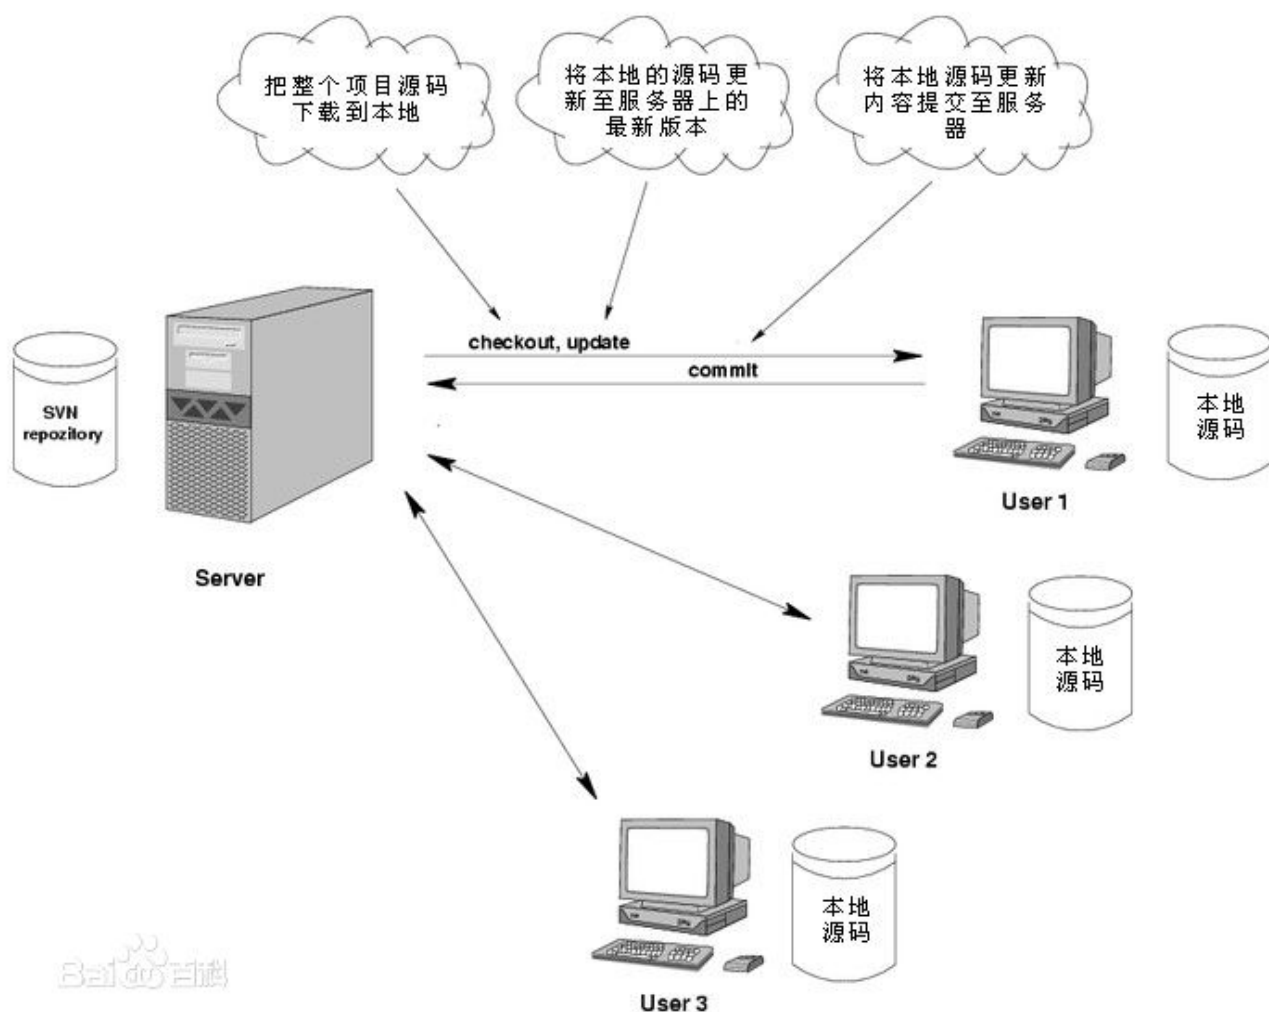 把整个项目源码
下载到本地
将本地的源码更
新至服务器上的
最新版本
将本地源码更新
内容提交至服务
器
checkout, update
commit
SVN
repozitory
本地
源码
User 1
Server
本地
源码
User 2
本地
源码
User 3
Bai du 百科